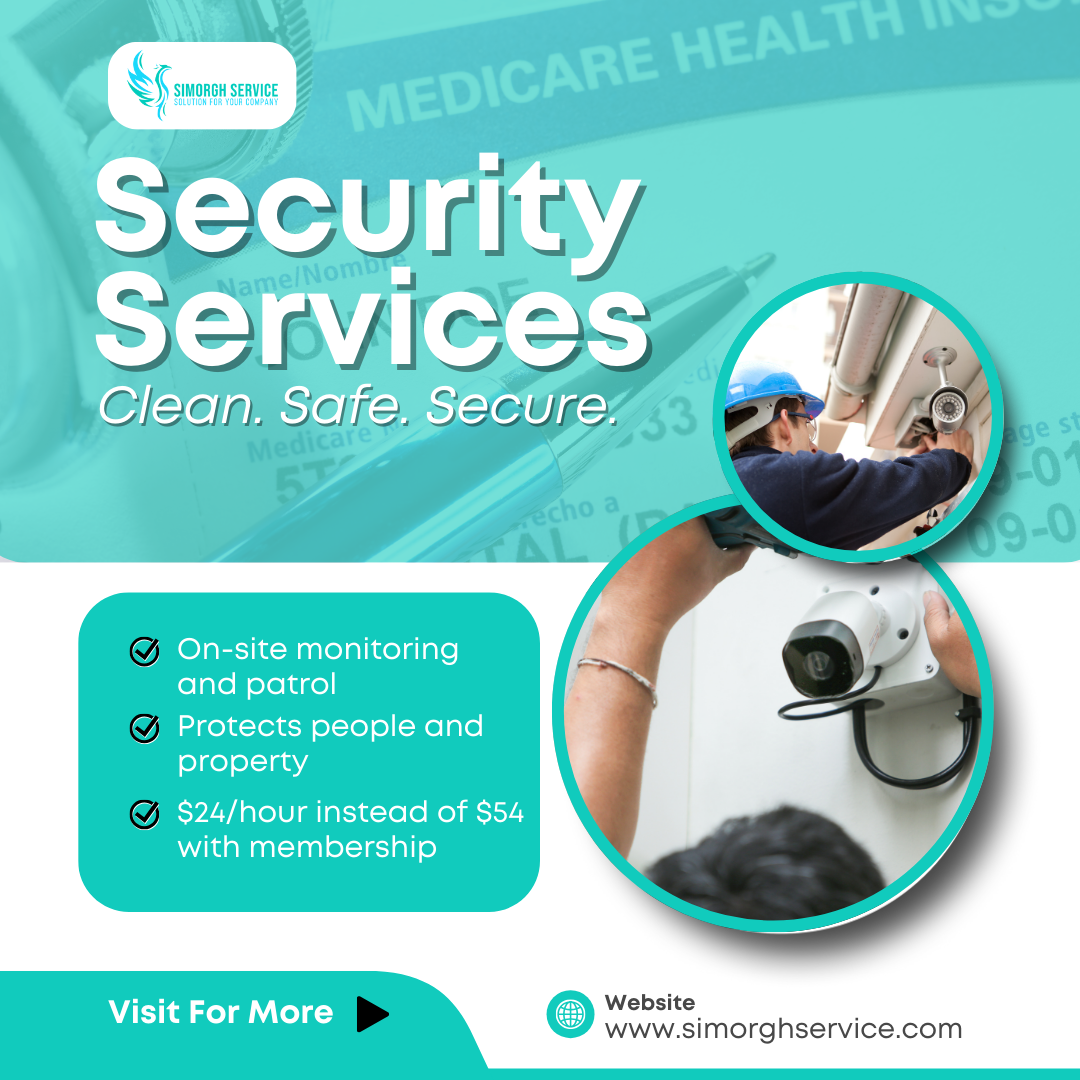 SIMORGH SERVICE
SOLUTION FOR YOUR COMPANY
MEDICARE HEALTH
Security
Services
Clean. Safe. Secure.
Name/Nombre
On-site monitoring
and patrol
Protects people and
property
$24/hour instead of $54
with membership
Visit For More
Website
www.simorghservice.com